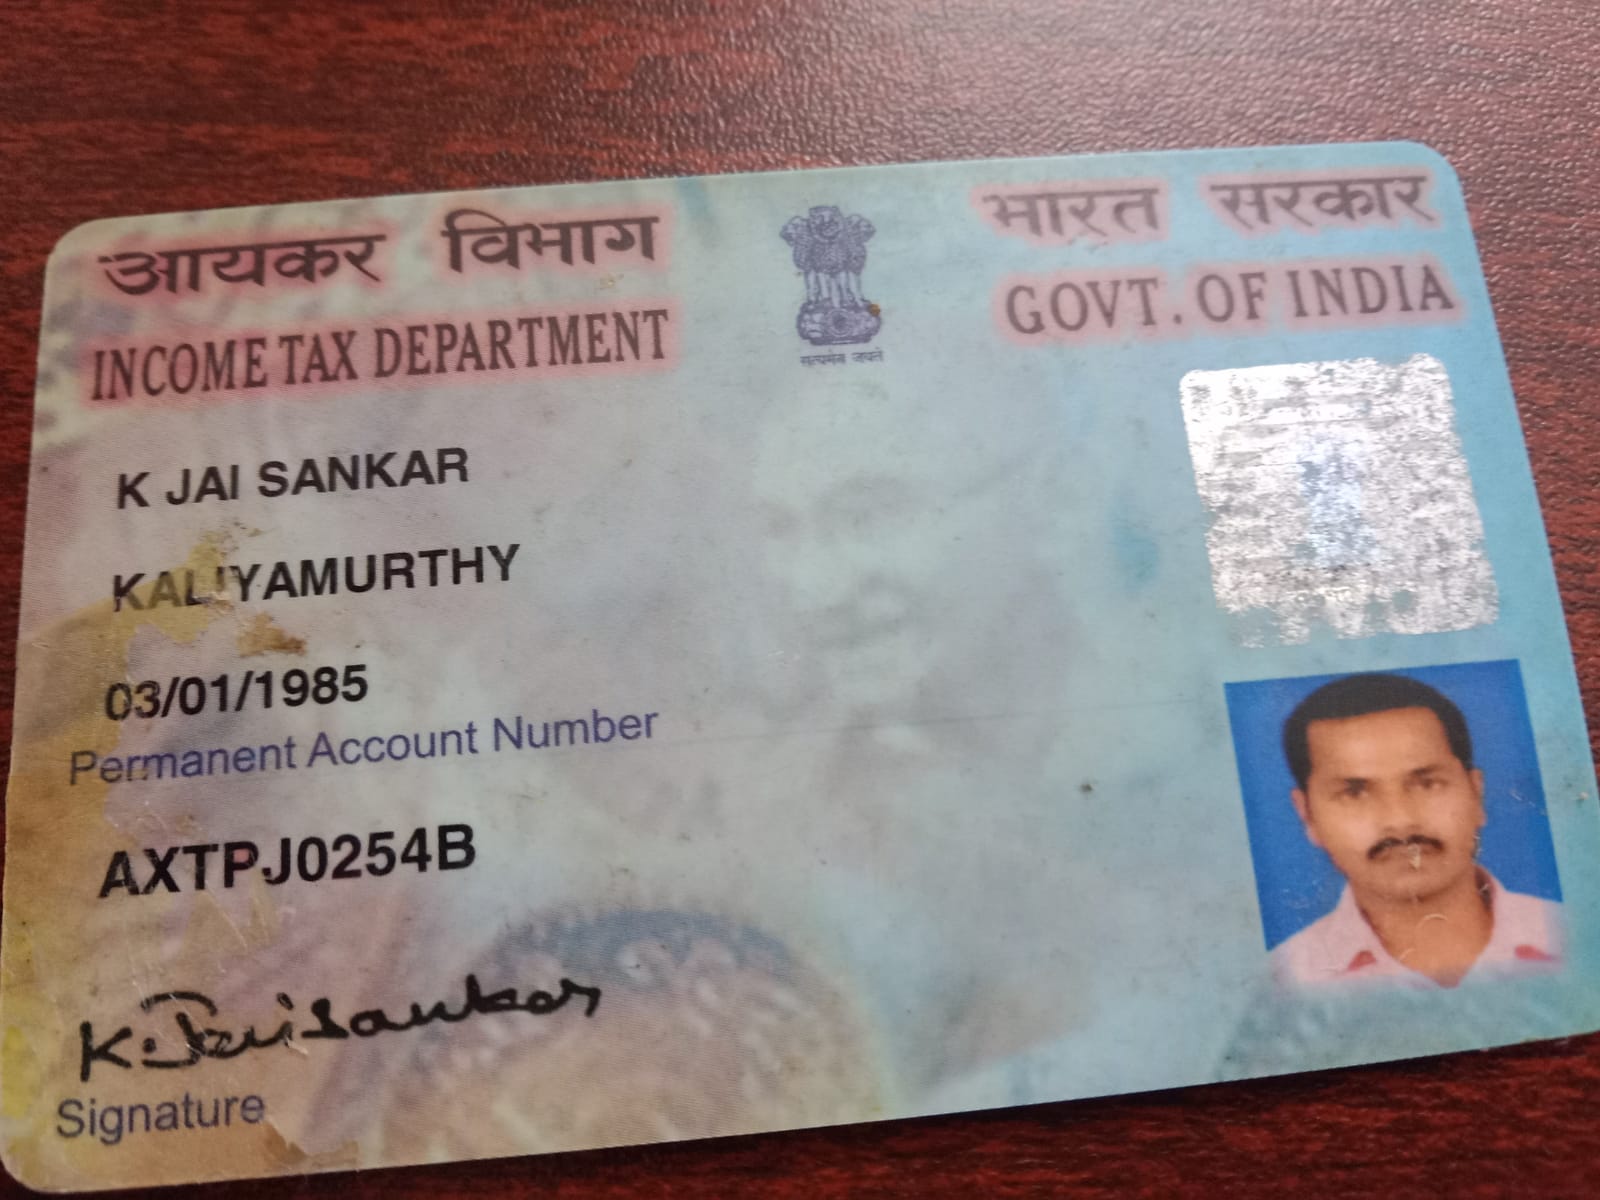 आयकर विभाग
INCOME TAX DEPARTMENT
सत्यमेव जयते
भारत सरकार
GOVT. OF INDIA
K JAI SANKAR
KALIYAMURTHY
03/01/1985
Permanent Account Number
AXTPJ0254B
K. Jaisankar
Signature